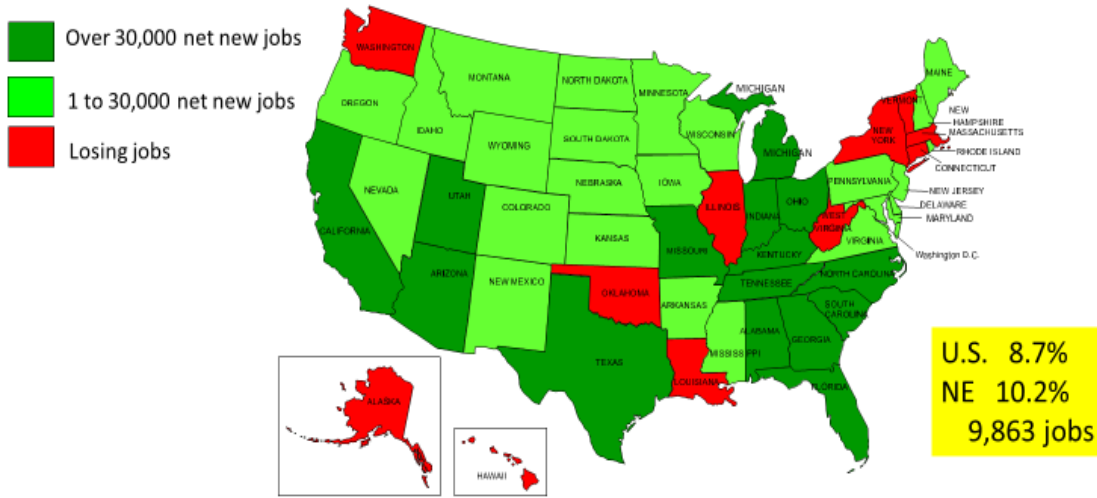 Over 30,000 net new jobs
1 to 30,000 net new jobs
Losing jobs
WASHINGTON
MONTANA
NORTH DAKOTA
MINNESOTA
MICHIGAN
MAINE
VERMONT
NEW
HAMPSHIRE
MASSACHUSETTS
RHODE ISLAND
CONNECTICUT
OREGON
IDAHO
WYOMING
SOUTH DAKOTA
WISCONSIN
MICHIGAN
NEW
YORK
NEVADA
UTAH
COLORADO
NEBRASKA
IOWA
ILLINOIS
INDIANA
OHIO
PENNSYLVANIA
NEW JERSEY
DELAWARE
MARYLAND
WEST
VIRGINIA
VIRGINIA
Washington D.C.
CALIFORNIA
ARIZONA
NEW MEXICO
KANSAS
MISSOURI
KENTUCKY
TENNESSEE
NORTH CAROLINA
OKLAHOMA
ARKANSAS
SOUTH
CAROLINA
TEXAS
MISSISSIPPI
ALABAMA
GEORGIA
LOUISIANA
FLORIDA
ALASKA
HAWAII
U.S. 8.7%
NE 10.2%
9,863 jobs